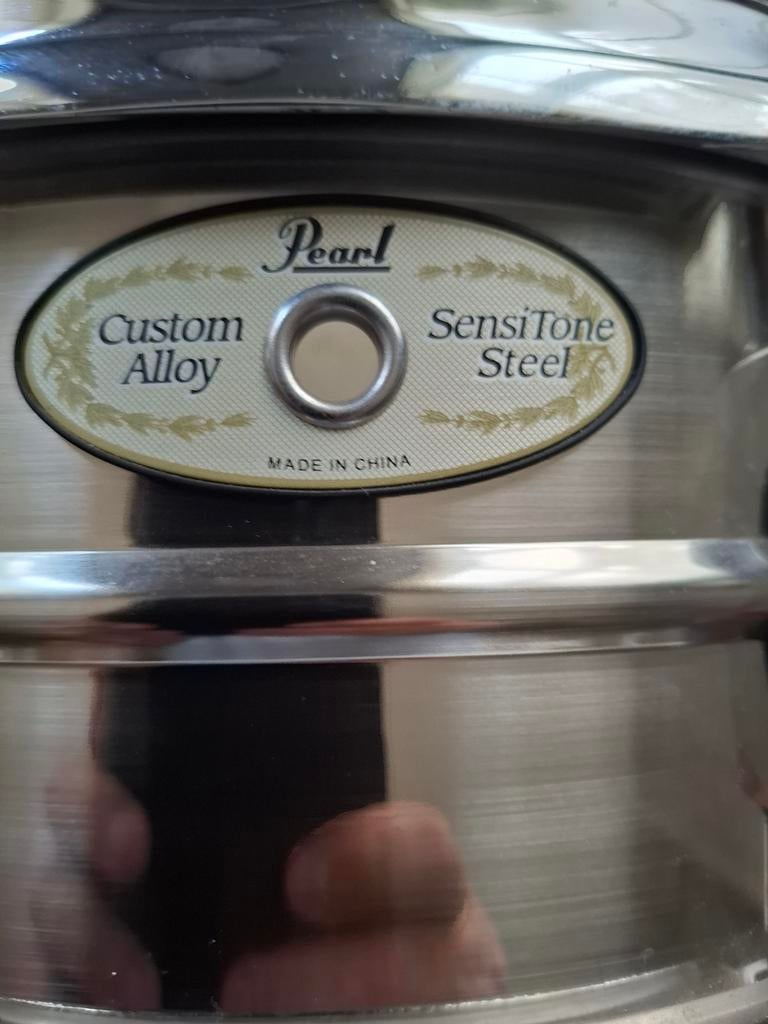 Pearl
Custom
Alloy
SensiTone
Steel
MADE IN CHINA